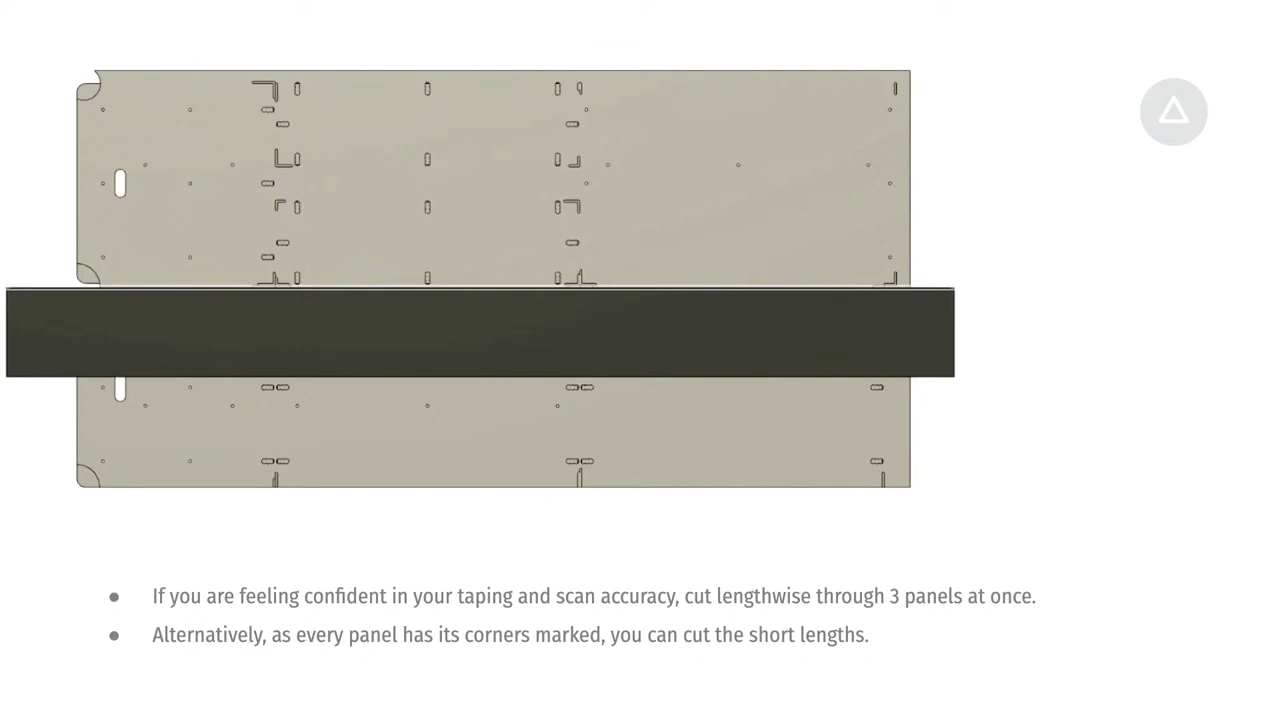 ● If you are feeling confident in your taping and scan accuracy, cut lengthwise through 3 panels at once.
● Alternatively, as every panel has its corners marked, you can cut the short lengths.